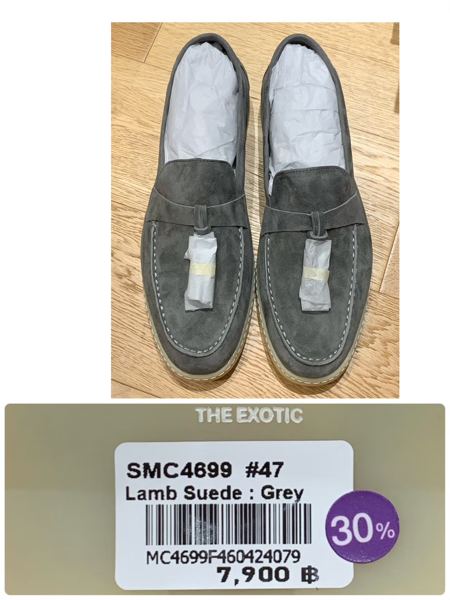 THE EXOTIC
SMC4699 #47
Lamb Suede : Grey
30%
MC4699F460424079
7,900 ฿